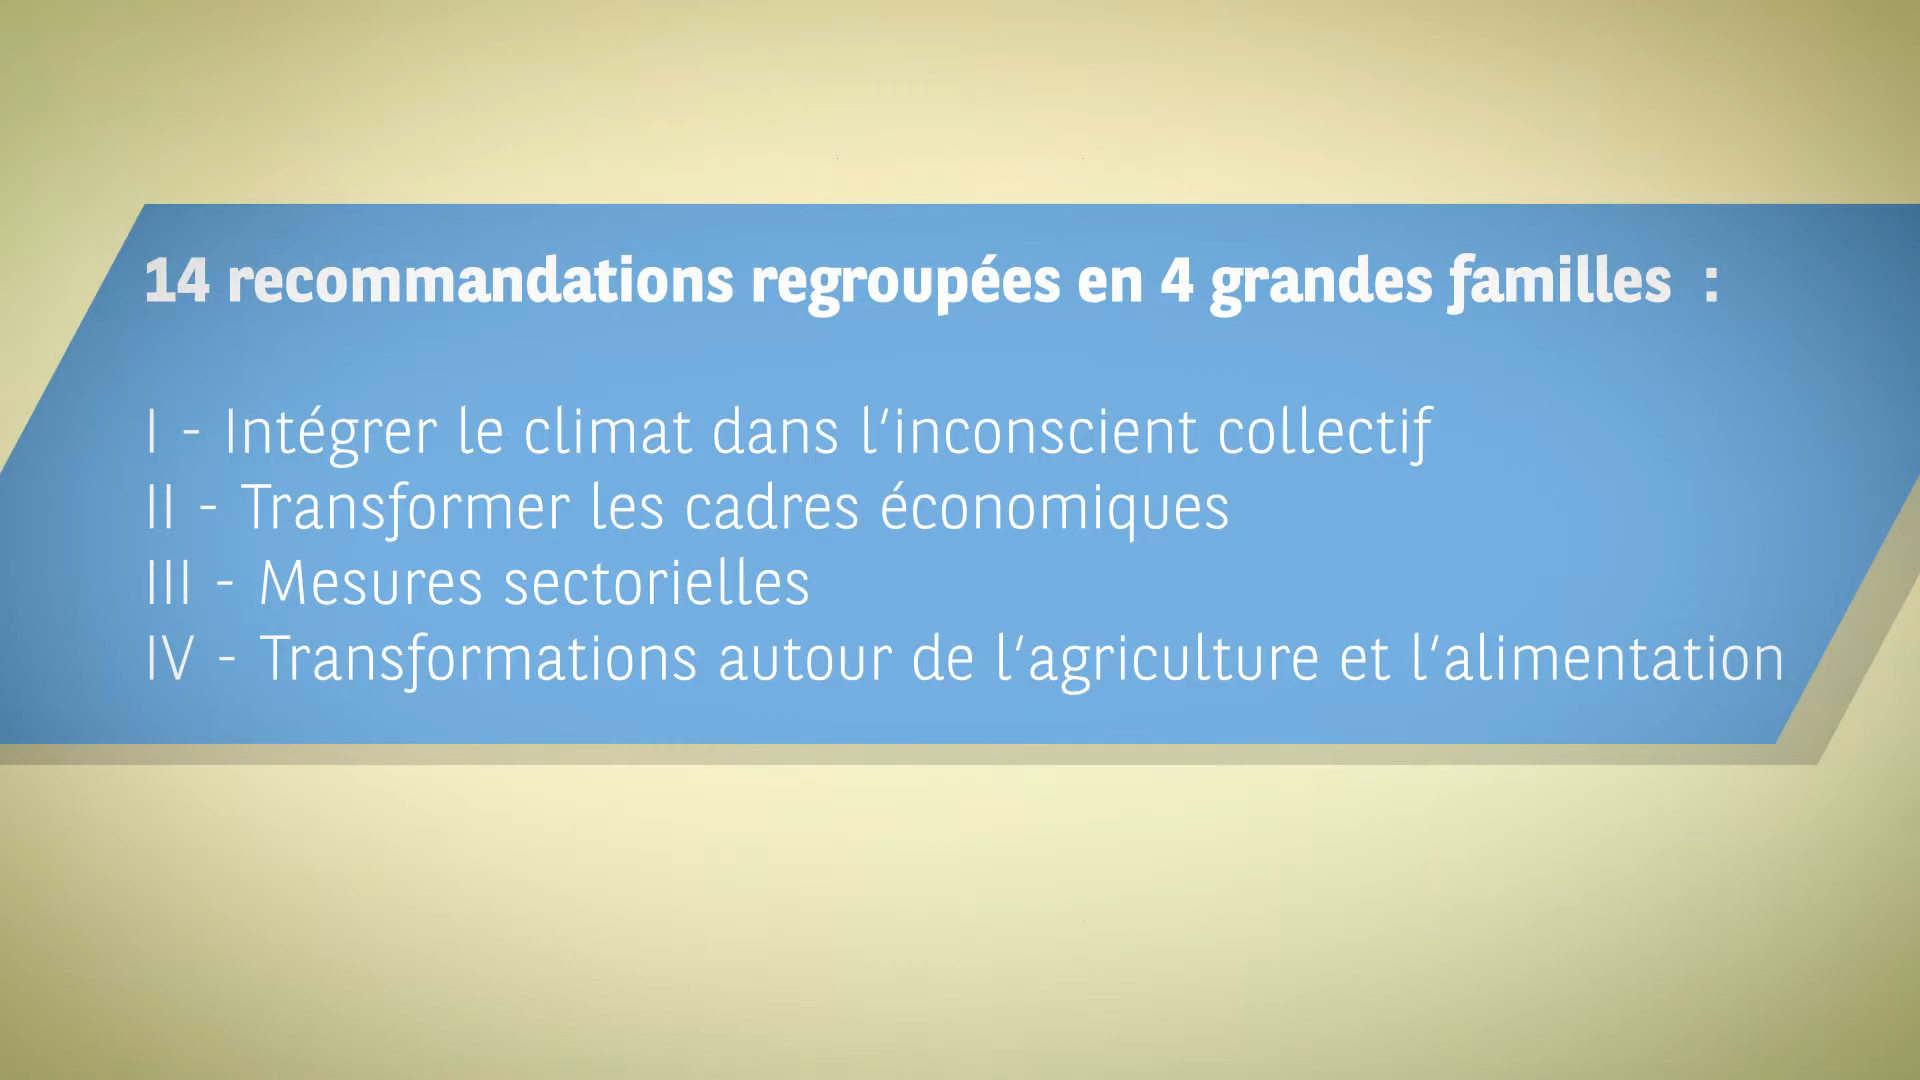 14 recommandations regroupées en 4 grandes familles :
I - Intégrer le climat dans l'inconscient collectif
II - Transformer les cadres économiques
III - Mesures sectorielles
IV - Transformations autour de l'agriculture et l'alimentation